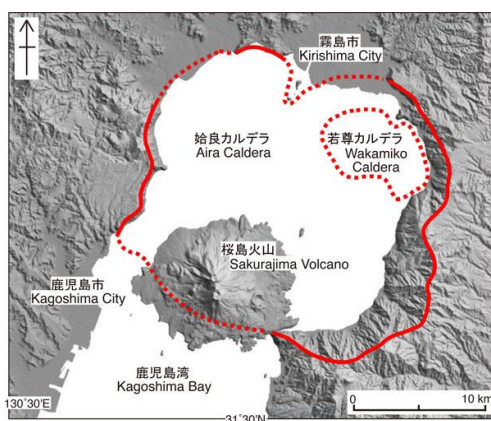 霧島市
Kirishima City
姶良カルデラ
Aira Caldera
若尊カルデラ
Wakamiko
Caldera
桜島火山
Sakurajima Volcano
鹿児島市
Kagoshima City
鹿児島湾
Kagoshima Bay
130˚30'E
31˚30'N
0
10 km